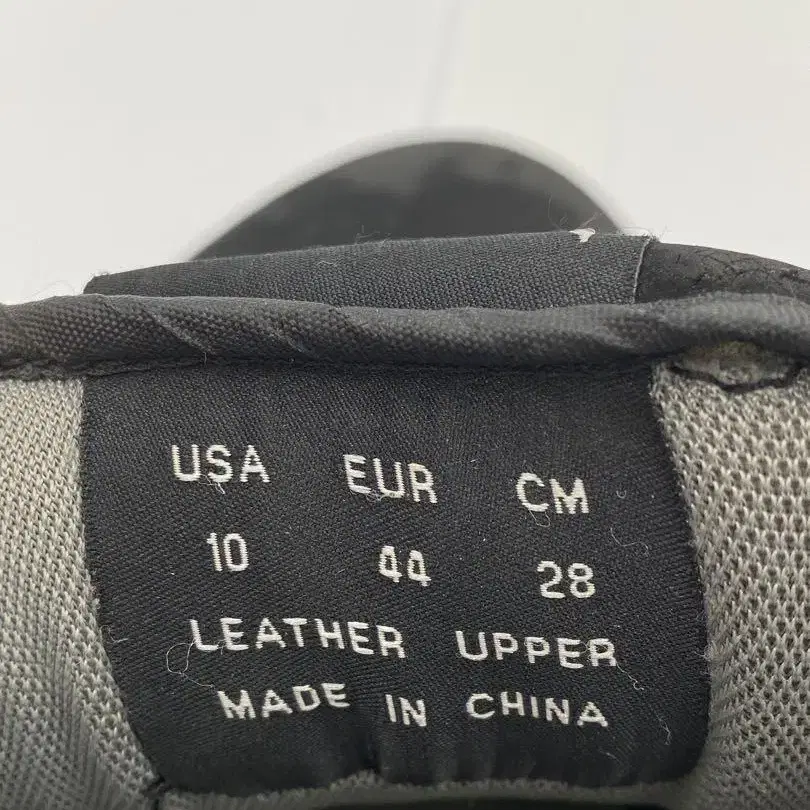 USA EUR CM
10 44 28
LEATHER UPPER
MADE IN CHINA